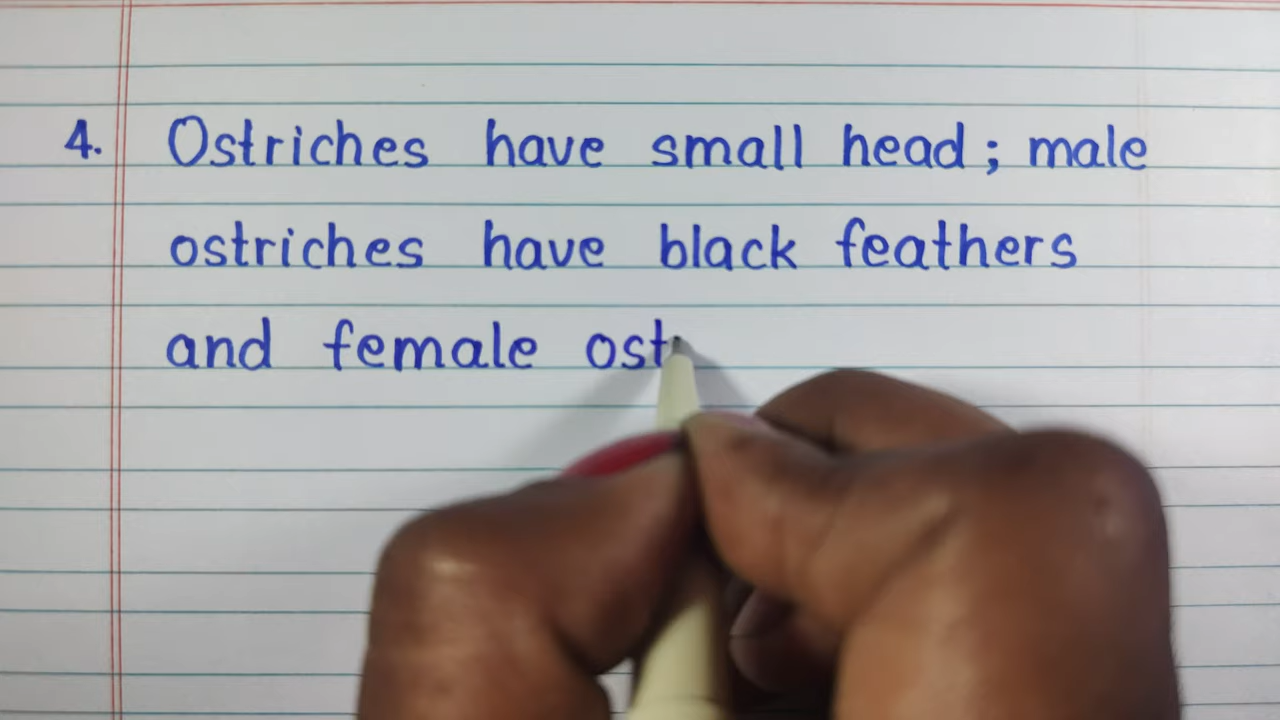 4. Ostriches have small head; male
ostriches have black feathers
and female ost